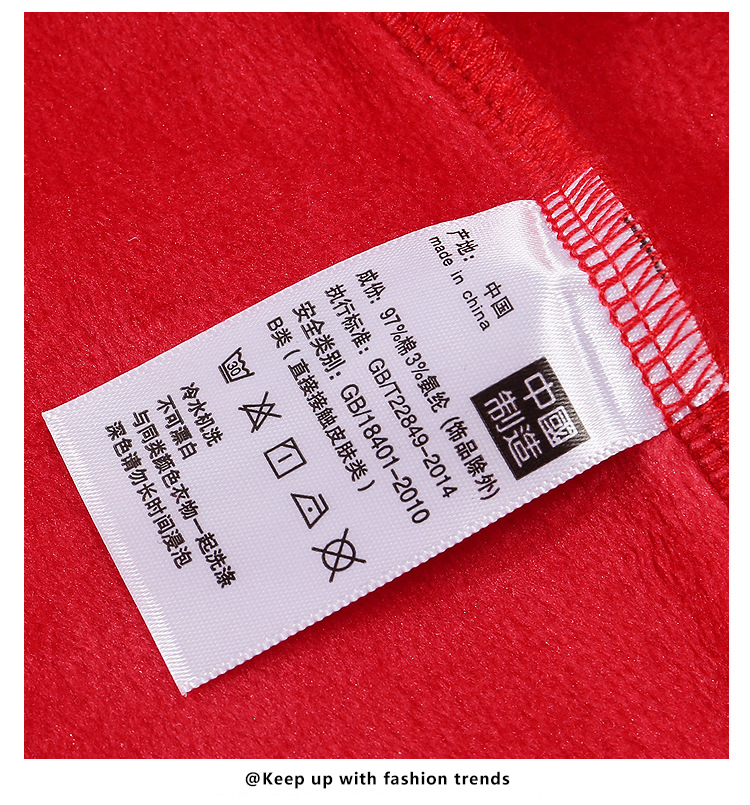 中國
制造
产地： 中国
made in china
成份：97%棉3%氨纶 (饰品除外)
执行标准：GB/T22849-2014
安全类别：GB/18401-2010
B类（直接接触皮肤类）
30
冷水机洗
不可漂白
与同类颜色衣物一起洗涤
深色请勿长时间浸泡
@Keep up with fashion trends